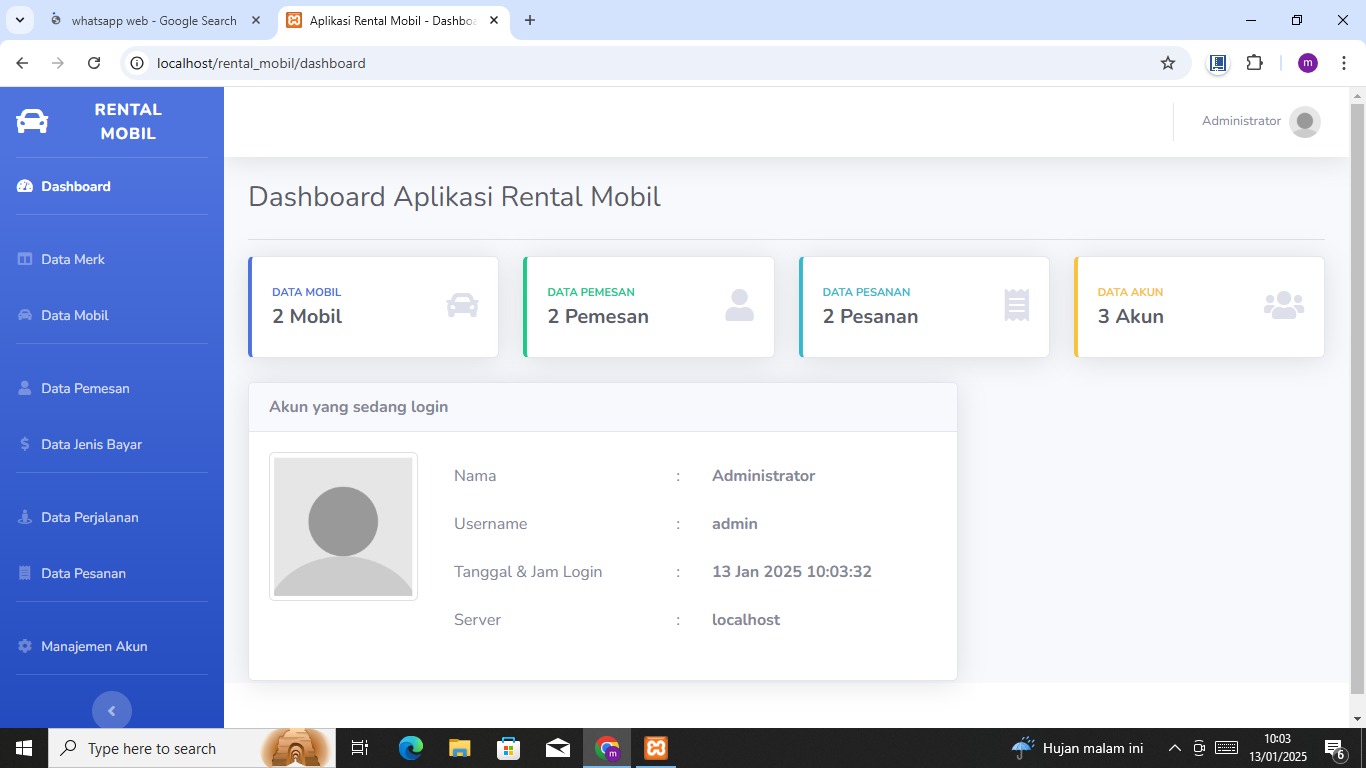 whatsapp web - Google Search
Aplikasi Rental Mobil - Dashboa
localhost/rental_mobil/dashboard
m
RENTAL
MOBIL
Administrator
Dashboard
Data Merk
Data Mobil
Data Pemesan
Data Jenis Bayar
Data Perjalanan
Data Pesanan
Manajemen Akun
Dashboard Aplikasi Rental Mobil
DATA MOBIL
2 Mobil
DATA PEMESAN
2 Pemesan
DATA PESANAN
2 Pesanan
DATA AKUN
3 Akun
Akun yang sedang login
Nama : Administrator
Username : admin
Tanggal & Jam Login : 13 Jan 2025 10:03:32
Server : localhost
Type here to search
m
Hujan malam ini
10:03
13/01/2025
6